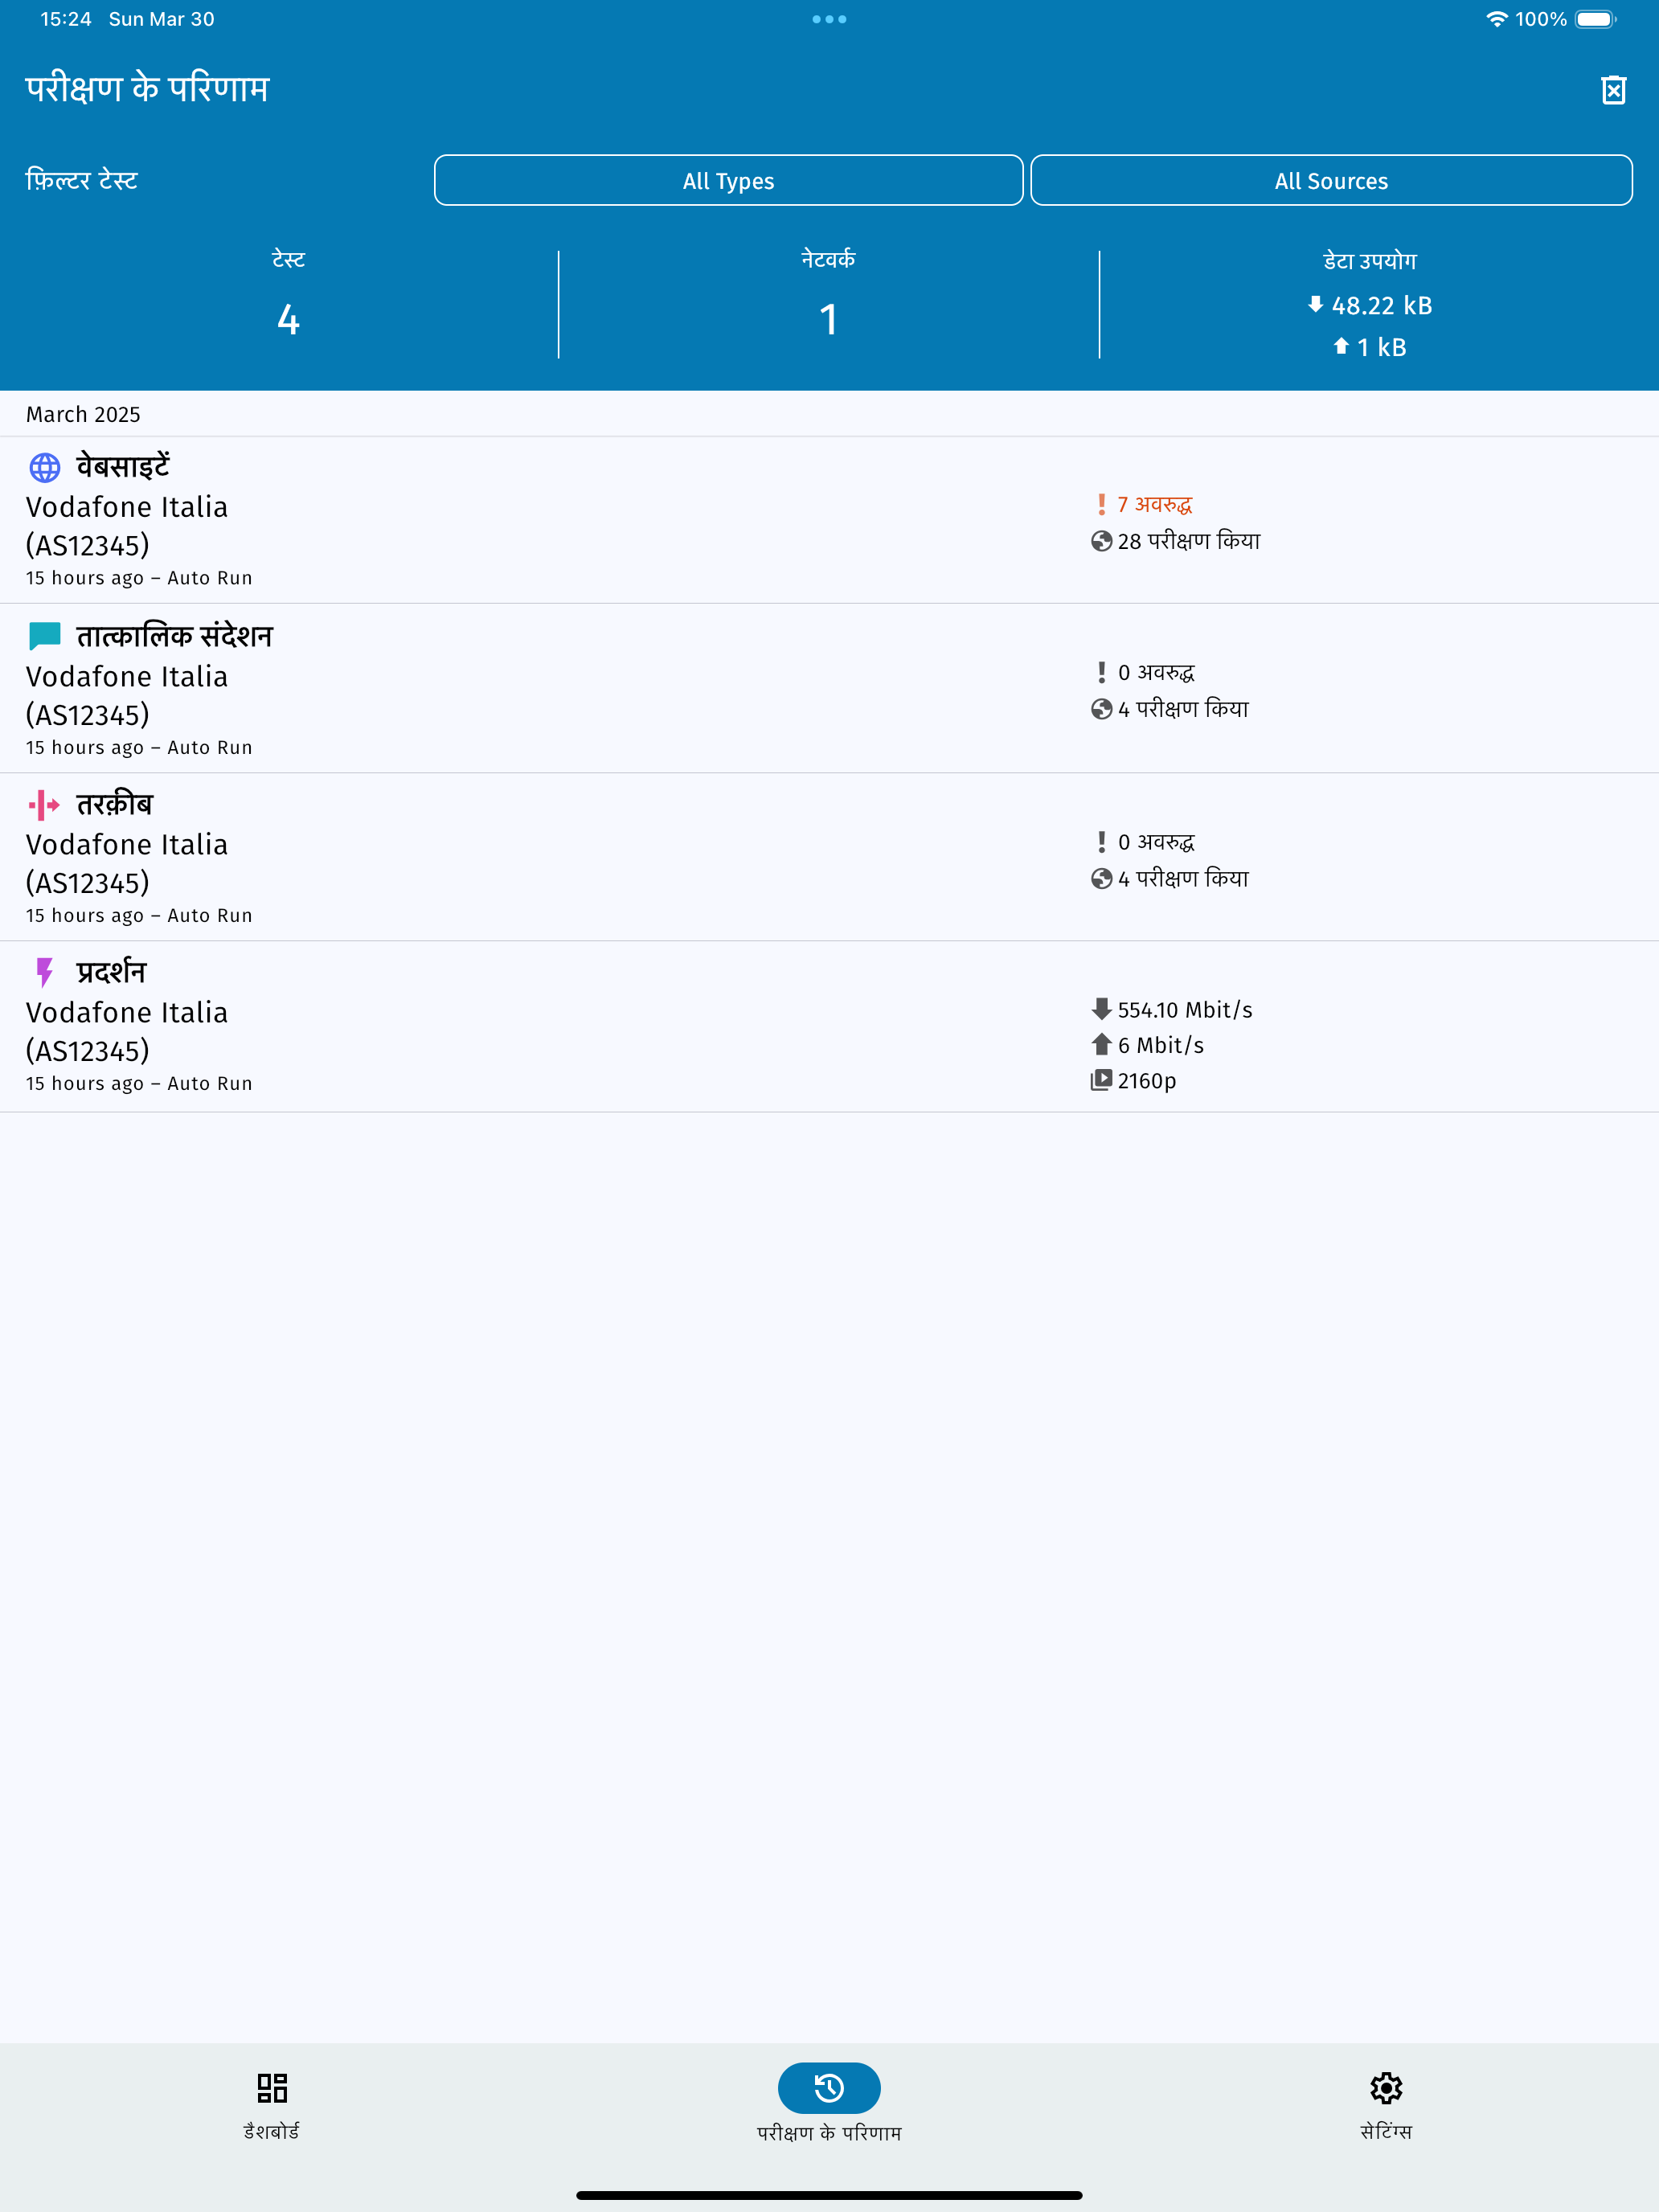 15:24 Sun Mar 30
100%
परीक्षण के परिणाम
फ़िल्टर टेस्ट
All Types
All Sources
टेस्ट
4
नेटवर्क
1
डेटा उपयोग
48.22 kB
1 kB
March 2025
वेबसाइटें
Vodafone Italia
(AS12345)
15 hours ago – Auto Run
7 अवरुद्ध
28 परीक्षण किया
तात्कालिक संदेशन
Vodafone Italia
(AS12345)
15 hours ago – Auto Run
0 अवरुद्ध
4 परीक्षण किया
तरक़ीब
Vodafone Italia
(AS12345)
15 hours ago – Auto Run
0 अवरुद्ध
4 परीक्षण किया
प्रदर्शन
Vodafone Italia
(AS12345)
15 hours ago – Auto Run
554.10 Mbit/s
6 Mbit/s
2160p
डैशबोर्ड
परीक्षण के परिणाम
सेटिंग्स